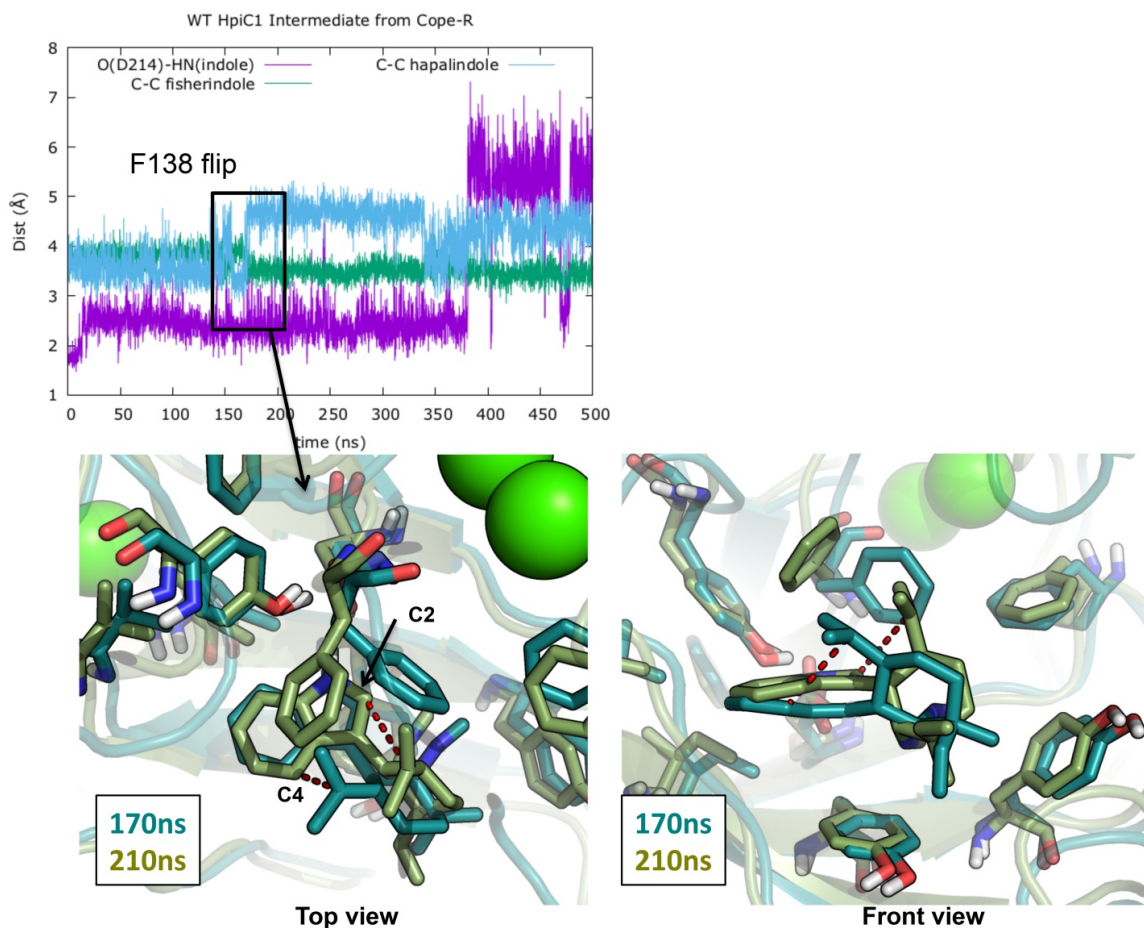 WT HpiC1 Intermediate from Cope-R
O(D214)-HN(indole)
C-C hapalindole
C-C fisherindole
F138 flip
Dist (Å)
8
7
6
5
4
3
2
1
0 50 100 150 200 250 300 350 400 450 500
time (ns)
C2
C4
170ns
210ns
170ns
210ns
Top view
Front view